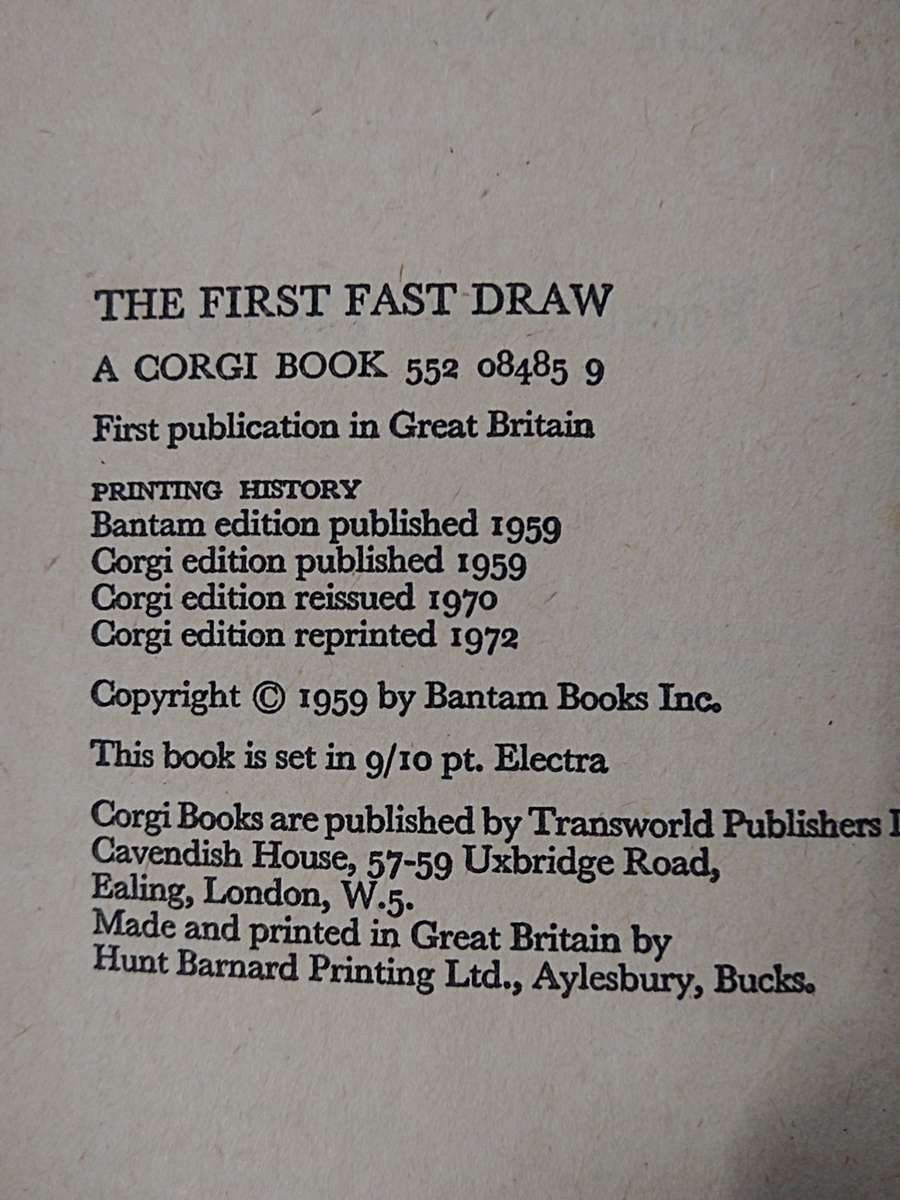 THE FIRST FAST DRAW
A CORGI BOOK 552 08485 9
First publication in Great Britain
PRINTING HISTORY
Bantam edition published 1959
Corgi edition published 1959
Corgi edition reissued 1970
Corgi edition reprinted 1972
Copyright © 1959 by Bantam Books Inc.
This book is set in 9/10 pt. Electra
Corgi Books are published by Transworld Publishers
Cavendish House, 57-59 Uxbridge Road,
Ealing, London, W.5.
Made and printed in Great Britain by
Hunt Barnard Printing Ltd., Aylesbury, Bucks.